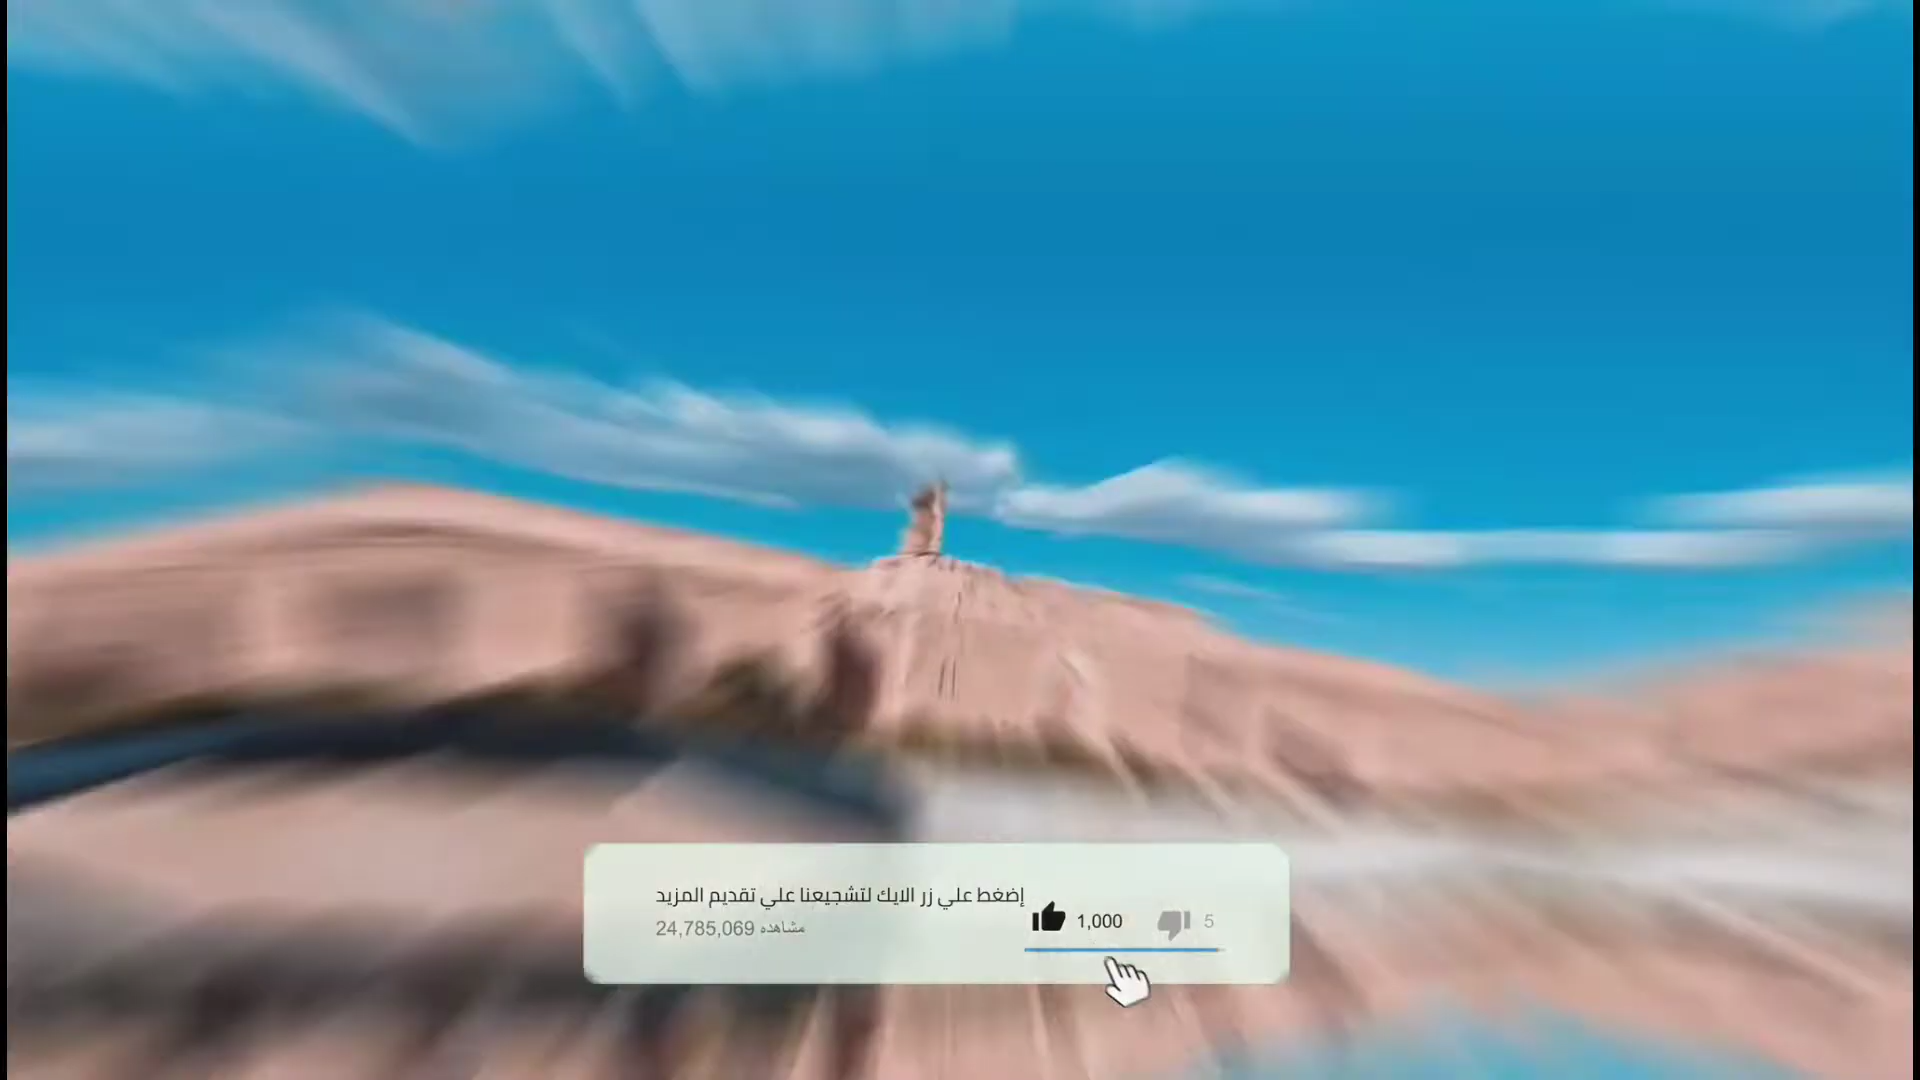 إضغط علي زر الايك لتشجيعنا علي تقديم المزيد
24,785,069 مشاهده
1,000
5